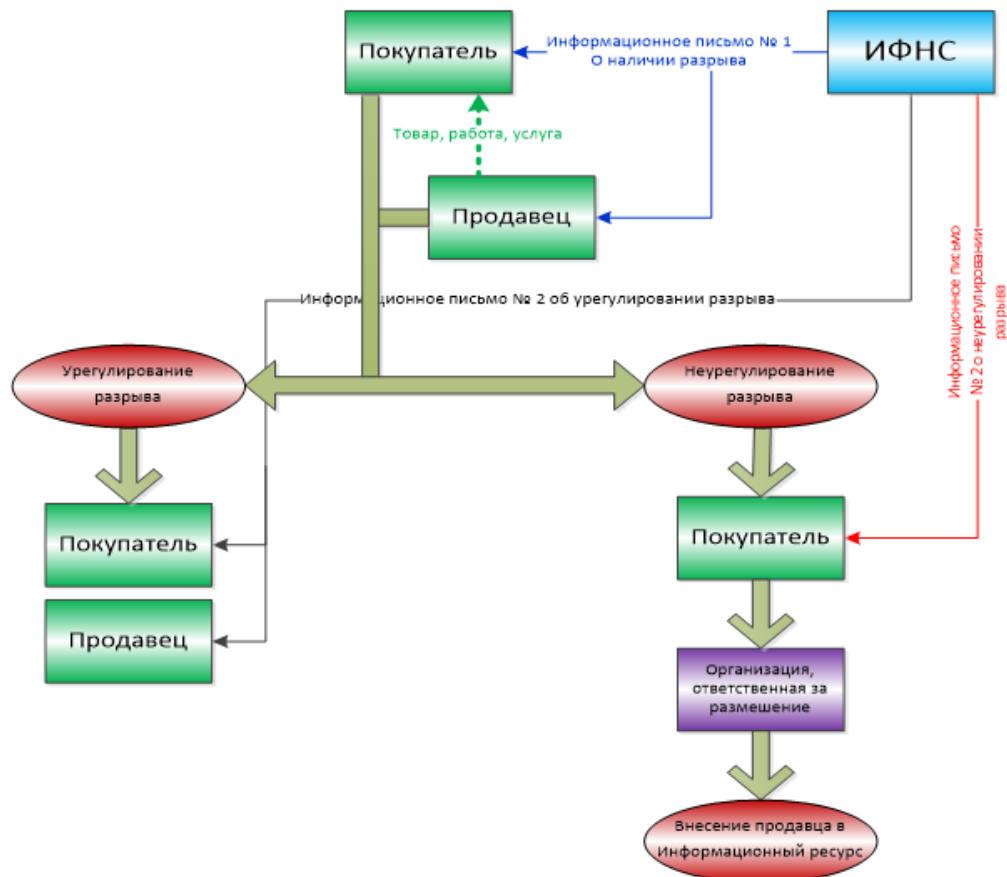 Покупатель
Информационное письмо № 1
О наличии разрыва
ИФНС
Товар, работа, услуга
Продавец
Информационное письмо № 2 об урегулировании разрыва
Информационное письмо
№ 2 о неурегулировании
разрыва
Урегулирование
разрыва
Неурегулирование
разрыва
Покупатель
Продавец
Покупатель
Организация,
ответственная за
размешение
Внесение продавца в
Информационный ресурс